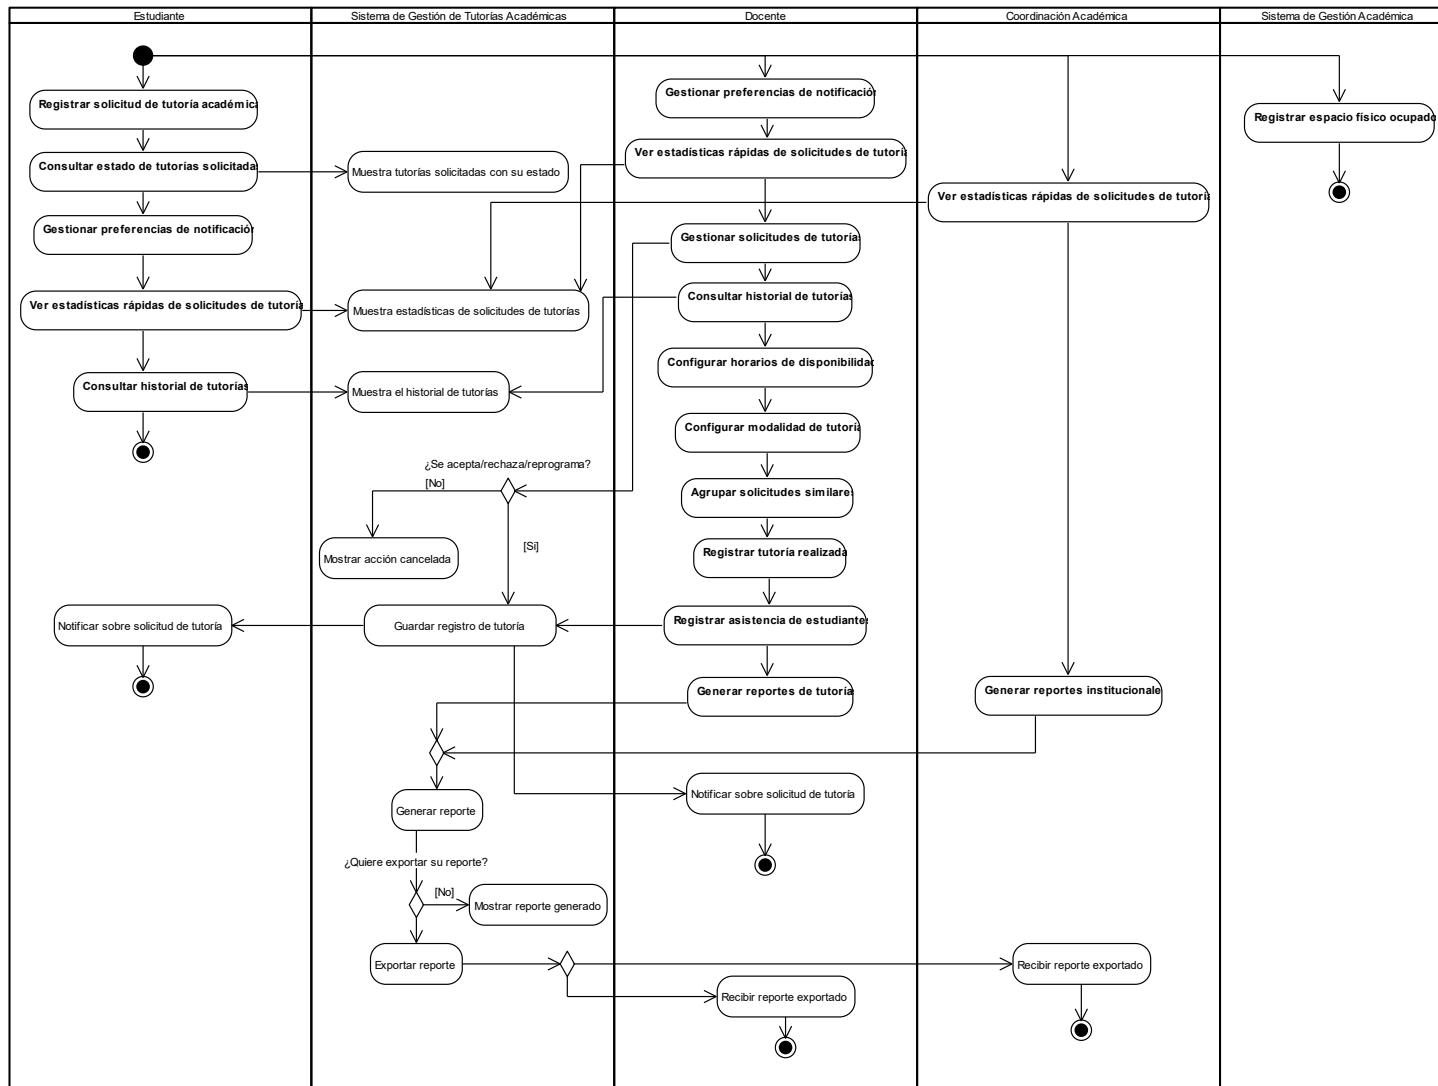 Estudiante
Sistema de Gestión de Tutorías Académicas
Docente
Coordinación Académica
Sistema de Gestión Académica
Registrar solicitud de tutoría académica
Consultar estado de tutorías solicitadas
Gestionar preferencias de notificación
Ver estadísticas rápidas de solicitudes de tutoría
Consultar historial de tutorías
Notificar sobre solicitud de tutoría
Muestra tutorías solicitadas con su estado
Muestra estadísticas de solicitudes de tutorías
Muestra el historial de tutorías
¿Se acepta/rechaza/reprograma?
[No]
[Si]
Mostrar acción cancelada
Guardar registro de tutoría
Generar reporte
¿Quiere exportar su reporte?
[No]
Mostrar reporte generado
Exportar reporte
Gestionar preferencias de notificación
Ver estadísticas rápidas de solicitudes de tutoría
Gestionar solicitudes de tutorías
Consultar historial de tutorías
Configurar horarios de disponibilidad
Configurar modalidad de tutoría
Agrupar solicitudes similares
Registrar tutoría realizada
Registrar asistencia de estudiantes
Generar reportes de tutoría
Notificar sobre solicitud de tutoría
Recibir reporte exportado
Ver estadísticas rápidas de solicitudes de tutoría
Generar reportes institucionale
Recibir reporte exportado
Registrar espacio físico ocupado